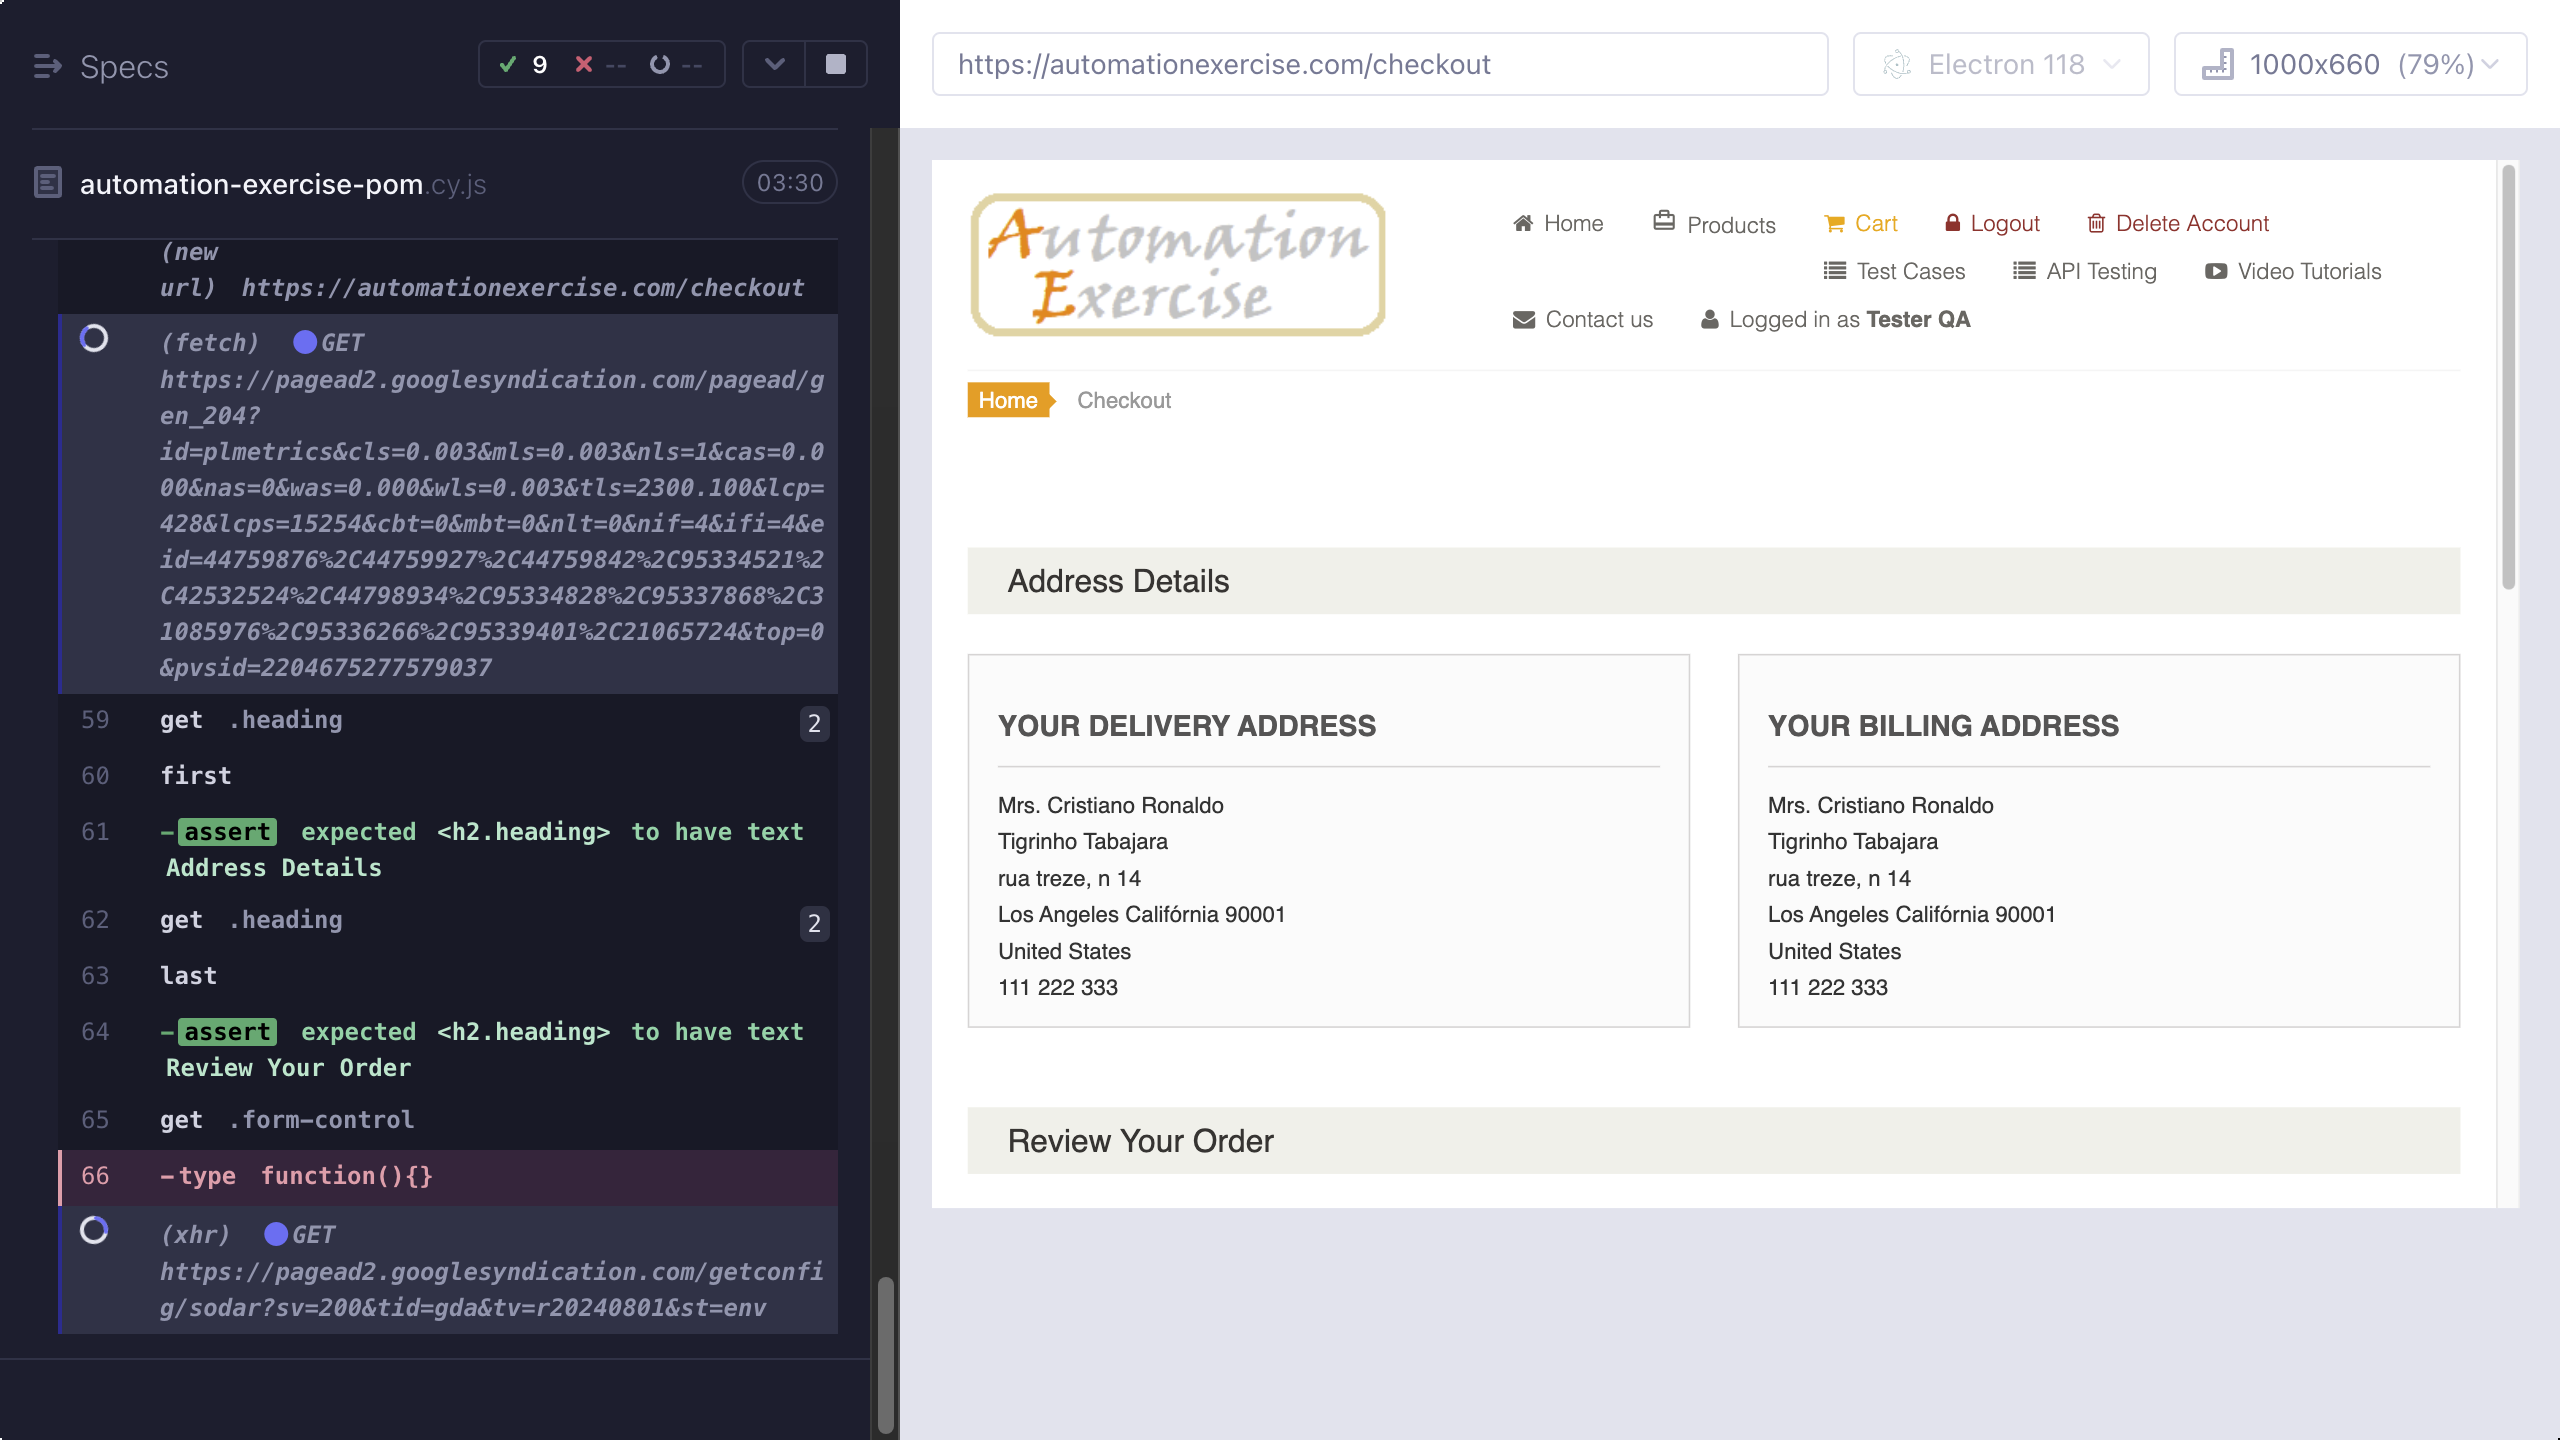 Specs
9 -- --
automation-exercise-pom.cy.js 03:30
(new
url) https://automationexercise.com/checkout
(fetch) GET
https://pagead2.googlesyndication.com/pagead/g
en_204?
id=plmetrics&cls=0.003&mls=0.003&nls=1&cas=0.0
00&nas=0&was=0.000&wls=0.003&tls=2300.100&lcp=
428&lcps=15254&cbt=0&mbt=0&nlt=0&nif=4&ifi=4&e
id=44759876%2C44759927%2C44759842%2C95334521%2
C42532524%2C44798934%2C95334828%2C95337868%2C3
1085976%2C95336266%2C95339401%2C21065724&top=0
&pvsid=2204675277579037
59 get .heading 2
60 first
61 -assert expected <h2.heading> to have text
Address Details
62 get .heading 2
63 last
64 -assert expected <h2.heading> to have text
Review Your Order
65 get .form-control
66 -type function(){}
(xhr) GET
https://pagead2.googlesyndication.com/getconfi
g/sodar?sv=200&tid=gda&tv=r20240801&st=env
https://automationexercise.com/checkout
Electron 118
1000x660 (79%)
Automation
Exercise
Home Products Cart Logout Delete Account
Test Cases API Testing Video Tutorials
Contact us Logged in as Tester QA
Home Checkout
Address Details
YOUR DELIVERY ADDRESS
Mrs. Cristiano Ronaldo
Tigrinho Tabajara
rua treze, n 14
Los Angeles Califórnia 90001
United States
111 222 333
YOUR BILLING ADDRESS
Mrs. Cristiano Ronaldo
Tigrinho Tabajara
rua treze, n 14
Los Angeles Califórnia 90001
United States
111 222 333
Review Your Order